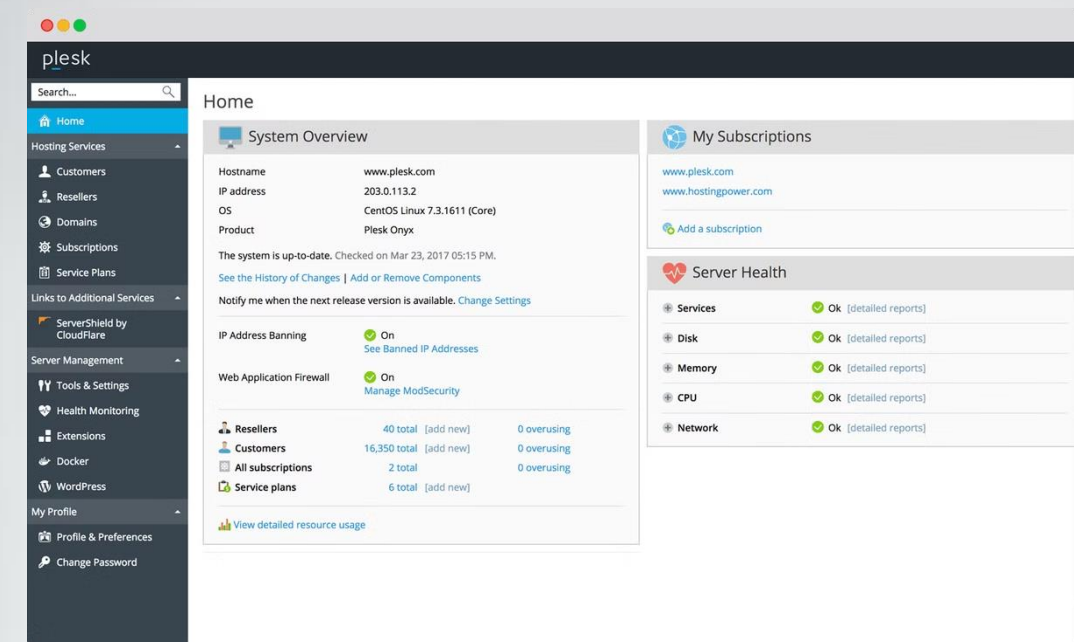 plesk
Search...
Home
Hosting Services
Customers
Resellers
Domains
Subscriptions
Service Plans
Links to Additional Services
ServerShield by
CloudFlare
Server Management
Tools & Settings
Health Monitoring
Extensions
Docker
WordPress
My Profile
Profile & Preferences
Change Password
Home
System Overview
Hostname www.plesk.com
IP address 203.0.113.2
OS CentOS Linux 7.3.1611 (Core)
Product Plesk Onyx
The system is up-to-date. Checked on Mar 23, 2017 05:15 PM.
See the History of Changes | Add or Remove Components
Notify me when the next release version is available. Change Settings
IP Address Banning On
See Banned IP Addresses
Web Application Firewall On
Manage ModSecurity
Resellers 40 total [add new] 0 overusing
Customers 16,350 total [add new] 0 overusing
All subscriptions 2 total 0 overusing
Service plans 6 total [add new]
View detailed resource usage
My Subscriptions
www.plesk.com
www.hostingpower.com
Add a subscription
Server Health
Services Ok [detailed reports]
Disk Ok [detailed reports]
Memory Ok [detailed reports]
CPU Ok [detailed reports]
Network Ok [detailed reports]